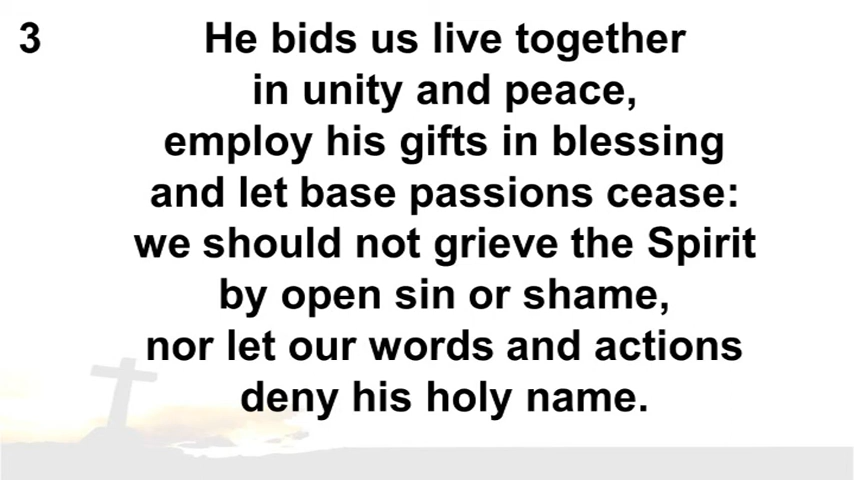 3
He bids us live together
in unity and peace,
employ his gifts in blessing
and let base passions cease:
we should not grieve the Spirit
by open sin or shame,
nor let our words and actions
deny his holy name.